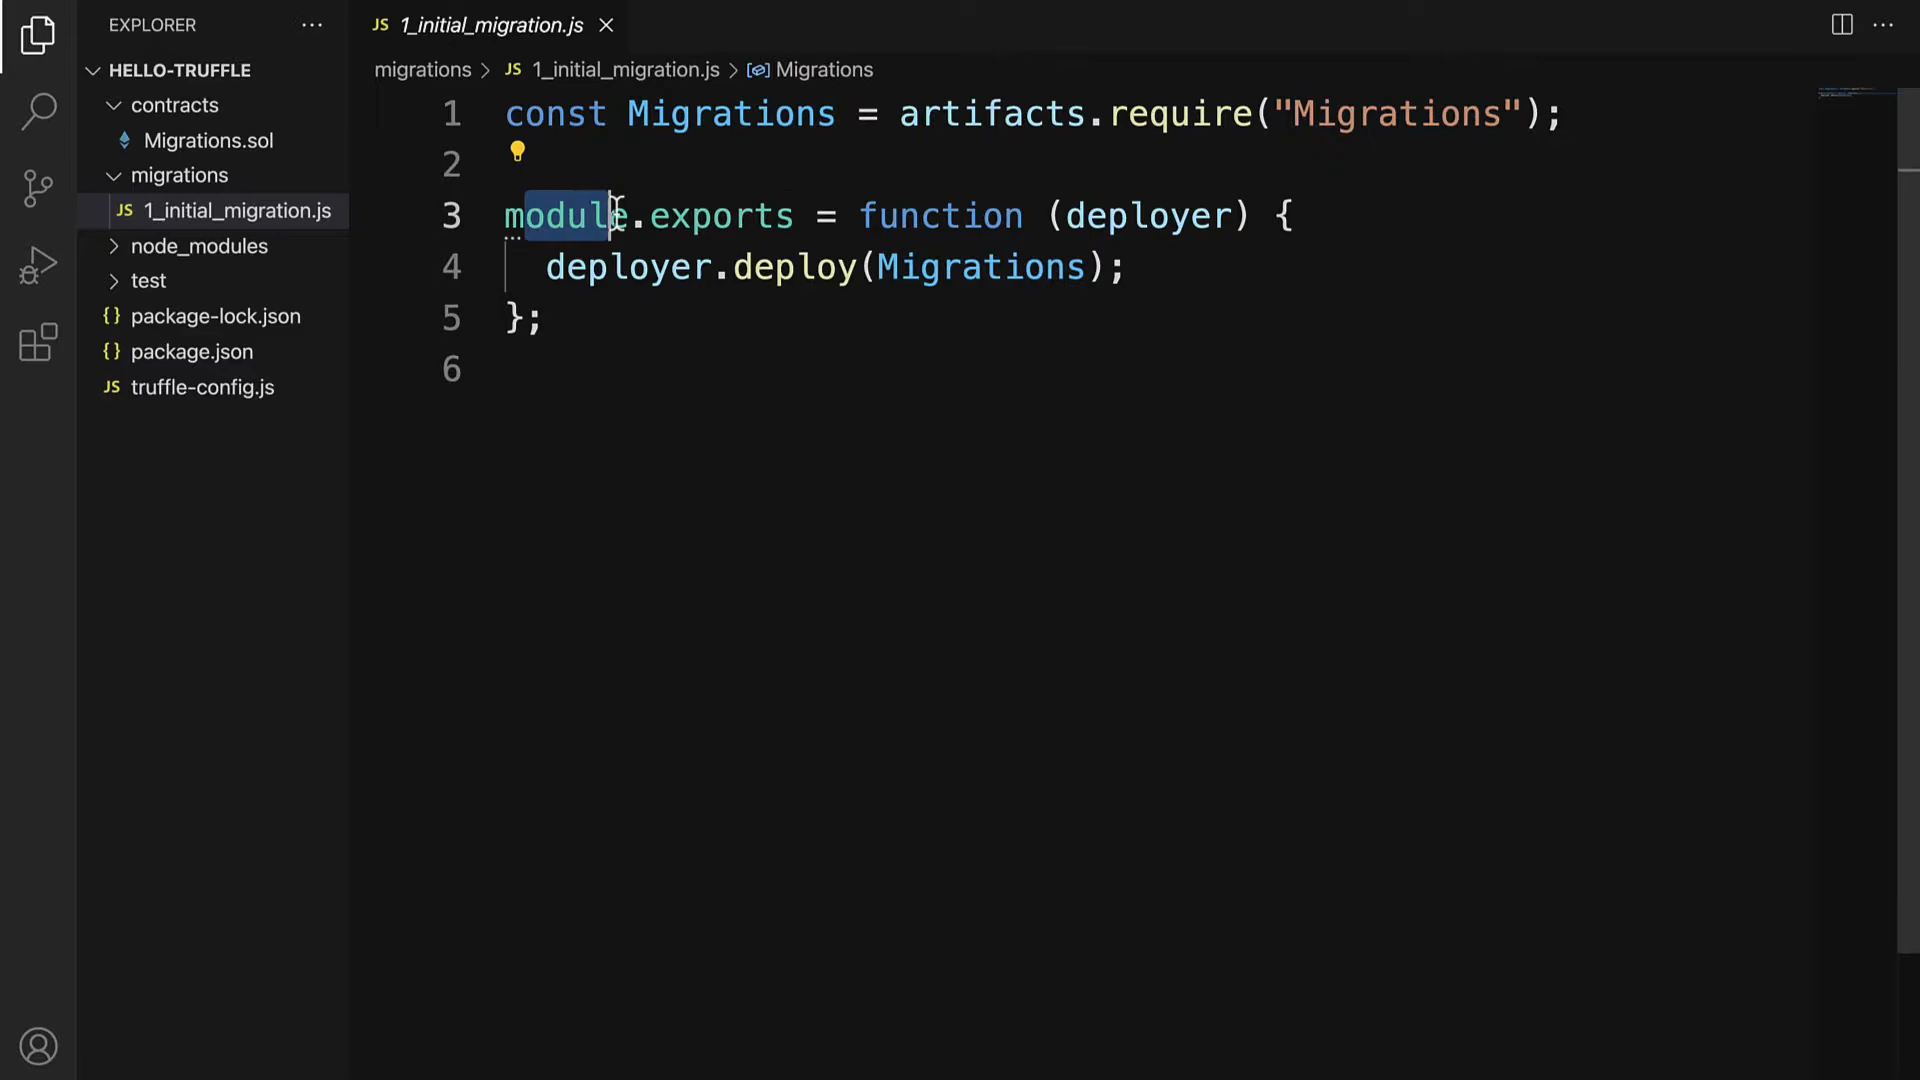 EXPLORER
HELLO-TRUFFLE
contracts
Migrations.sol
migrations
JS 1_initial_migration.js
node_modules
test
{} package-lock.json
{} package.json
JS truffle-config.js
JS 1_initial_migration.js
migrations > JS 1_initial_migration.js > Migrations
1 const Migrations = artifacts.require("Migrations");
2
3 module.exports = function (deployer) {
4 deployer.deploy(Migrations);
5 };
6